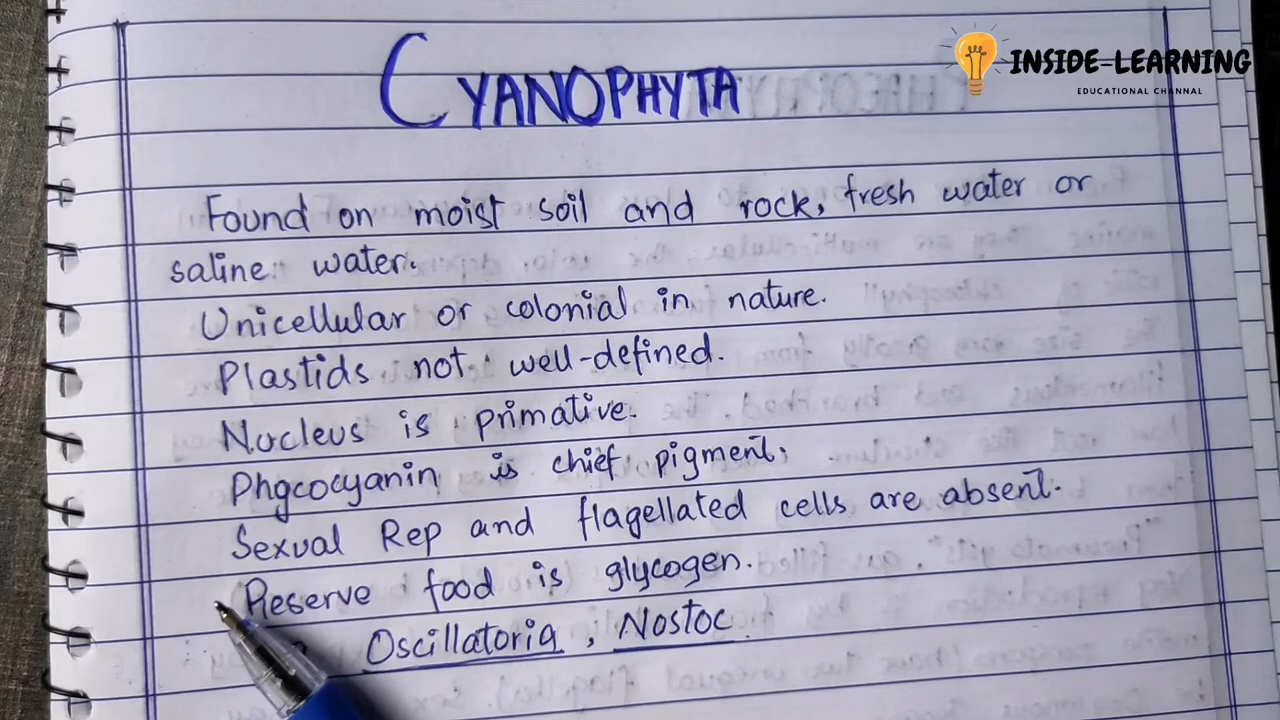 CYANOPHYTA
INSIDE-LEARNING
EDUCATIONAL CHANNEL
Found on moist soil and rock, fresh water or
saline water.
Unicellular or colonial in nature.
Plastids not well-defined.
Nucleus is primative.
Phgcocyanin is chief pigment.
Sexual Rep and flagellated cells are absent.
Reserve food is glycogen.
Oscillatoria, Nostoc.